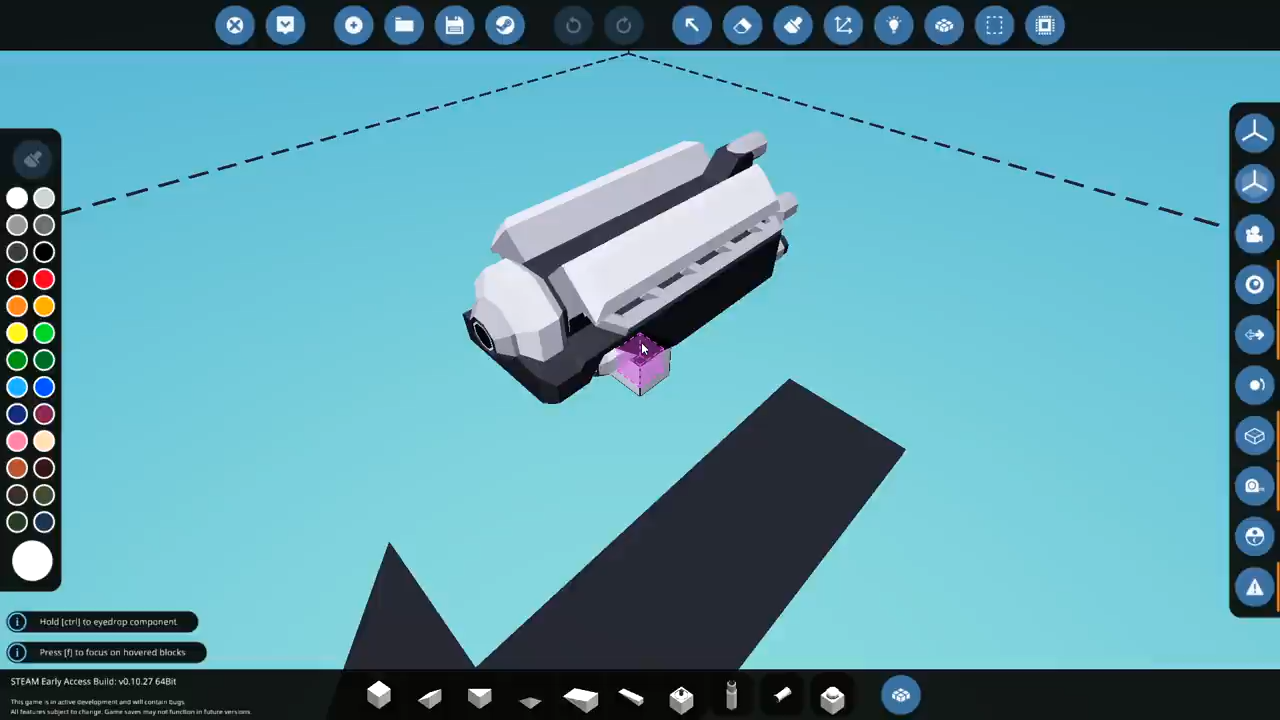 Hold [ctrl] to eyedrop component
Press [f] to focus on hovered blocks
STEAM Early Access Build: v0.10.27 64Bit
This game is in active development and will contain bugs.
All features subject to change. Game saves may not function in future versions.